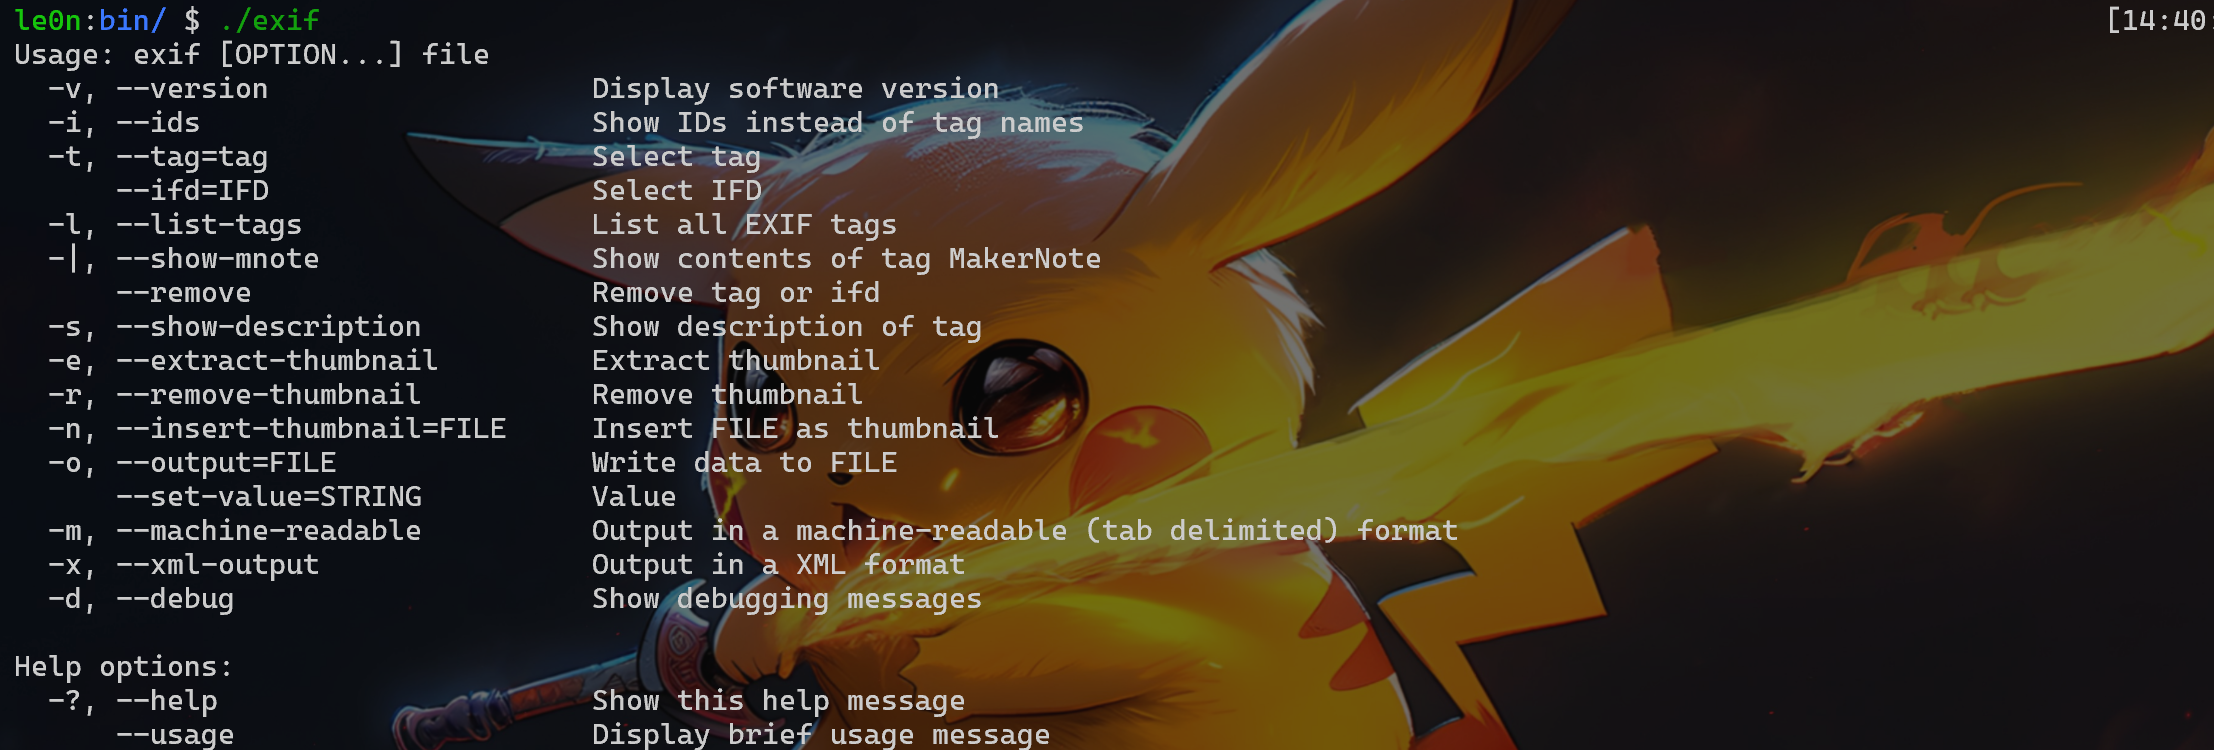 le0n:bin/ $ ./exif [14:40:
Usage: exif [OPTION...] file
  -v, --version                   Display software version
  -i, --ids                       Show IDs instead of tag names
  -t, --tag=tag                   Select tag
      --ifd=IFD                   Select IFD
  -l, --list-tags                 List all EXIF tags
  -|, --show-mnote                Show contents of tag MakerNote
      --remove                    Remove tag or ifd
  -s, --show-description          Show description of tag
  -e, --extract-thumbnail         Extract thumbnail
  -r, --remove-thumbnail          Remove thumbnail
  -n, --insert-thumbnail=FILE     Insert FILE as thumbnail
  -o, --output=FILE               Write data to FILE
      --set-value=STRING          Value
  -m, --machine-readable          Output in a machine-readable (tab delimited) format
  -x, --xml-output                Output in a XML format
  -d, --debug                     Show debugging messages
Help options:
  -?, --help                      Show this help message
      --usage                     Display brief usage message